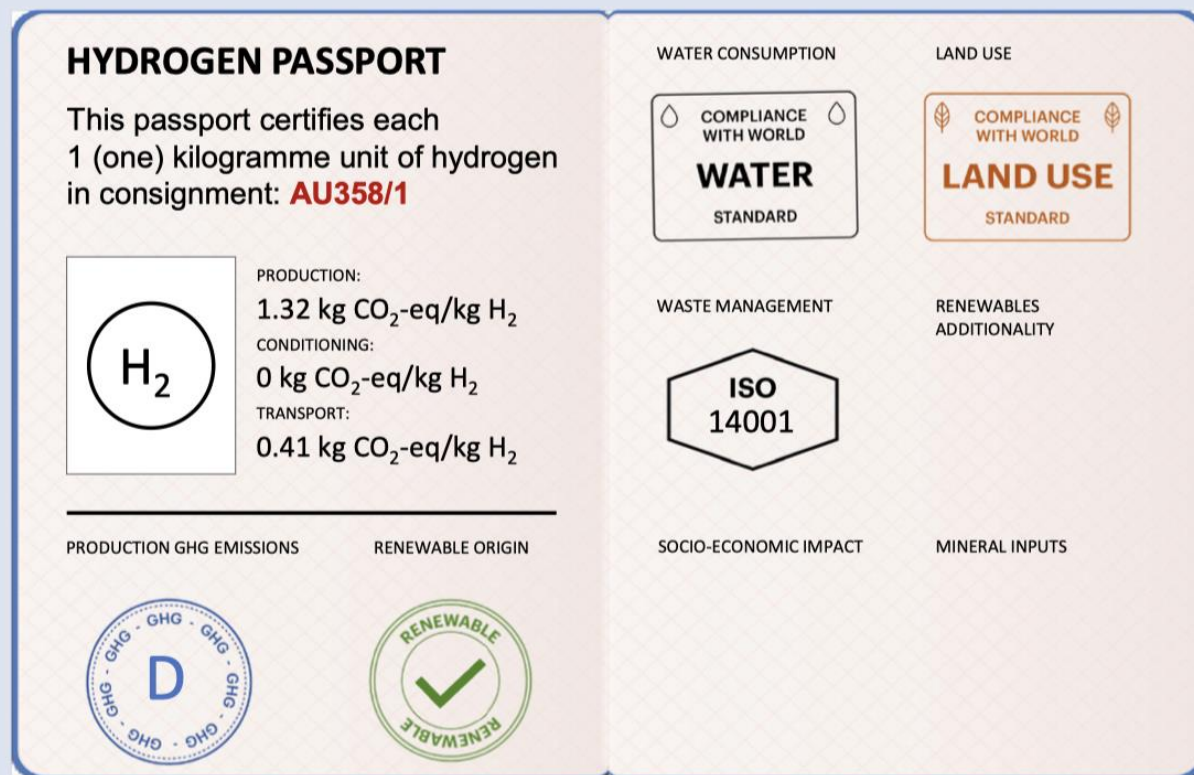 HYDROGEN PASSPORT
This passport certifies each
1 (one) kilogramme unit of hydrogen
in consignment: AU358/1
H₂
PRODUCTION:
1.32 kg CO₂-eq/kg H₂
CONDITIONING:
0 kg CO₂-eq/kg H₂
TRANSPORT:
0.41 kg CO₂-eq/kg H₂
PRODUCTION GHG EMISSIONS
GHG - GHG - GHG - GHG - GHG - GHG - GHG -
D
RENEWABLE ORIGIN
RENEWABLE
RENEWABLE
WATER CONSUMPTION
COMPLIANCE
WITH WORLD
WATER
STANDARD
LAND USE
COMPLIANCE
WITH WORLD
LAND USE
STANDARD
WASTE MANAGEMENT
ISO
14001
RENEWABLES
ADDITIONALITY
SOCIO-ECONOMIC IMPACT
MINERAL INPUTS